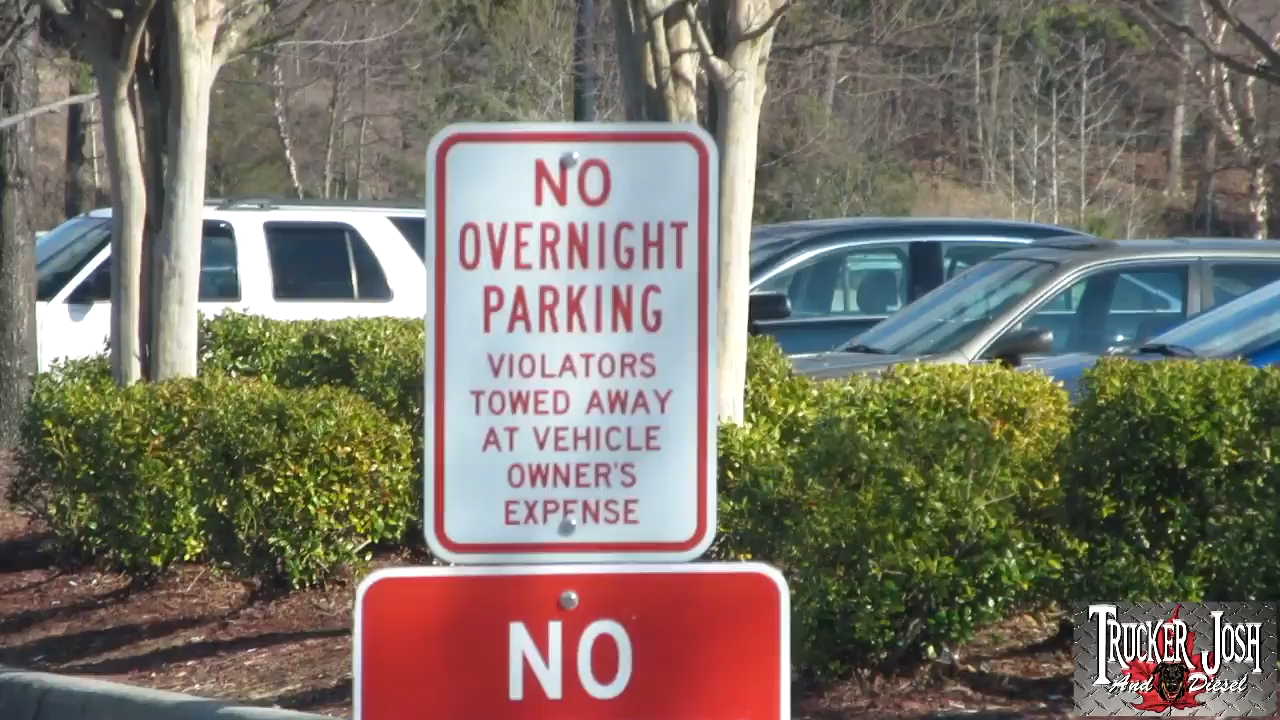 NO
OVERNIGHT
PARKING
VIOLATORS
TOWED AWAY
AT VEHICLE
OWNER'S
EXPENSE
NO
TRUCKER JOSH
And Diesel